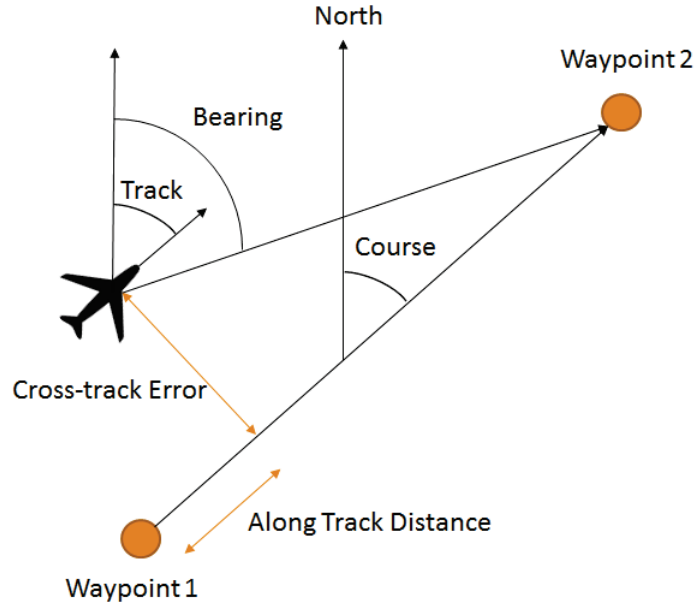 North
Waypoint 2
Bearing
Track
Course
Cross-track Error
Along Track Distance
Waypoint 1